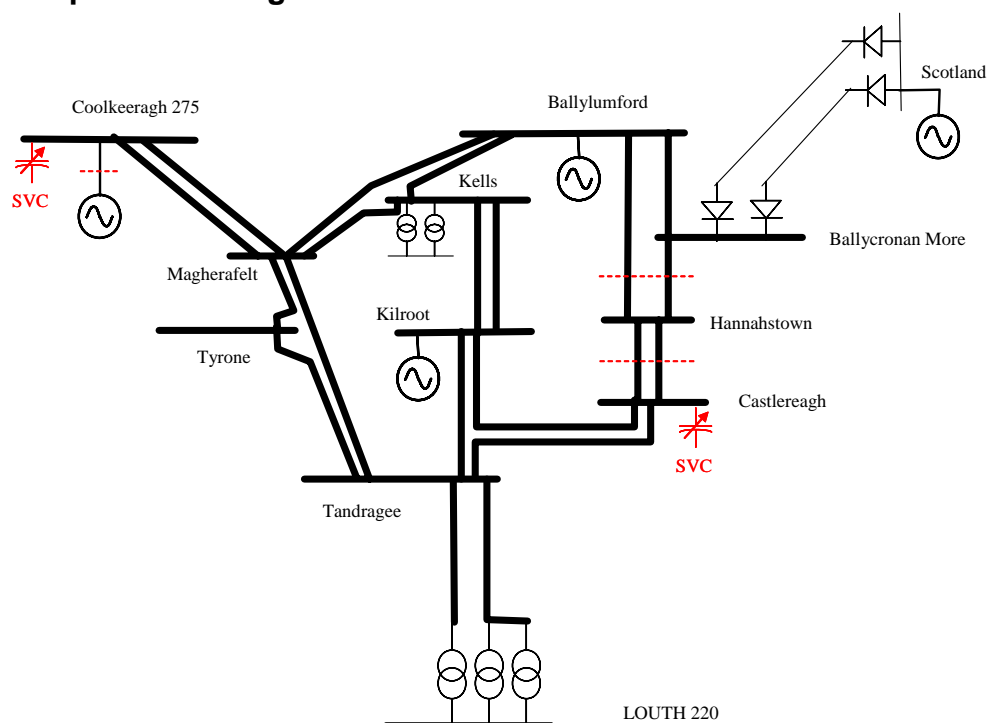 Scotland
Coolkeeragh 275
Ballylumford
Kells
SVC
Ballycronan More
Magherafelt
Kilroot
Hannahstown
Tyrone
Castlereagh
SVC
Tandragee
LOUTH 220